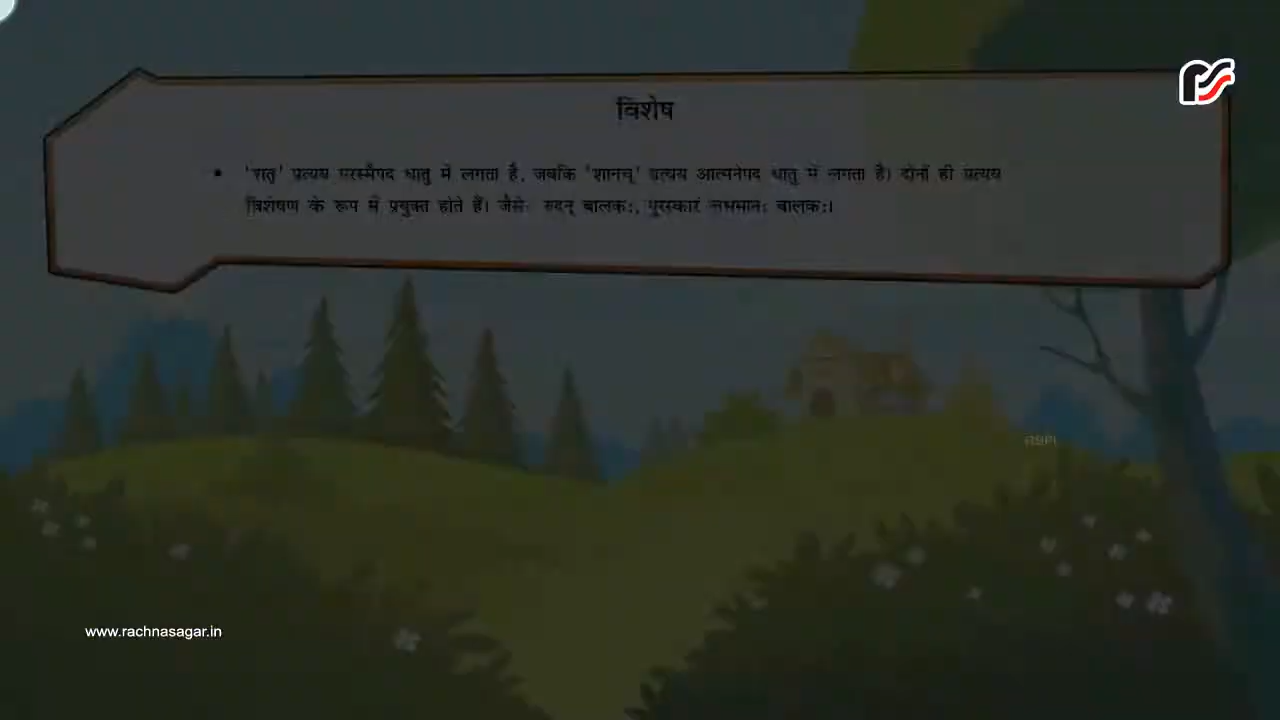 विशेष
• 'शतृ' प्रत्यय परस्मैपद धातु में लगता है, जबकि 'शानच्' प्रत्यय आत्मनेपद धातु में लगता है। दोनों ही प्रत्यय
विशेषण के रूप में प्रयुक्त होते हैं। जैसे: रुदन् बालकः, पुरस्कारं लभमानः बालकः।
RSPL
www.rachnasagar.in